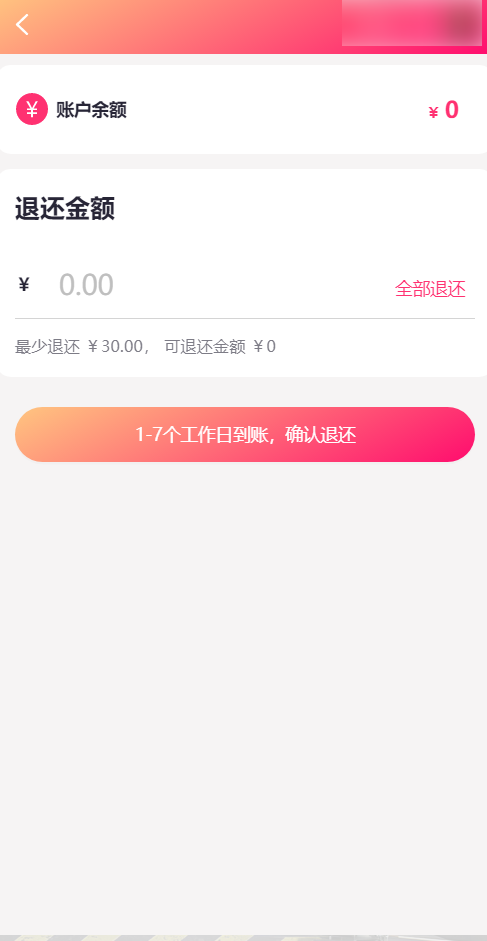 ¥ 账户余额 ¥ 0
退还金额
¥ 0.00 全部退还
最少退还 ￥30.00， 可退还金额 ￥0
1-7个工作日到账，确认退还